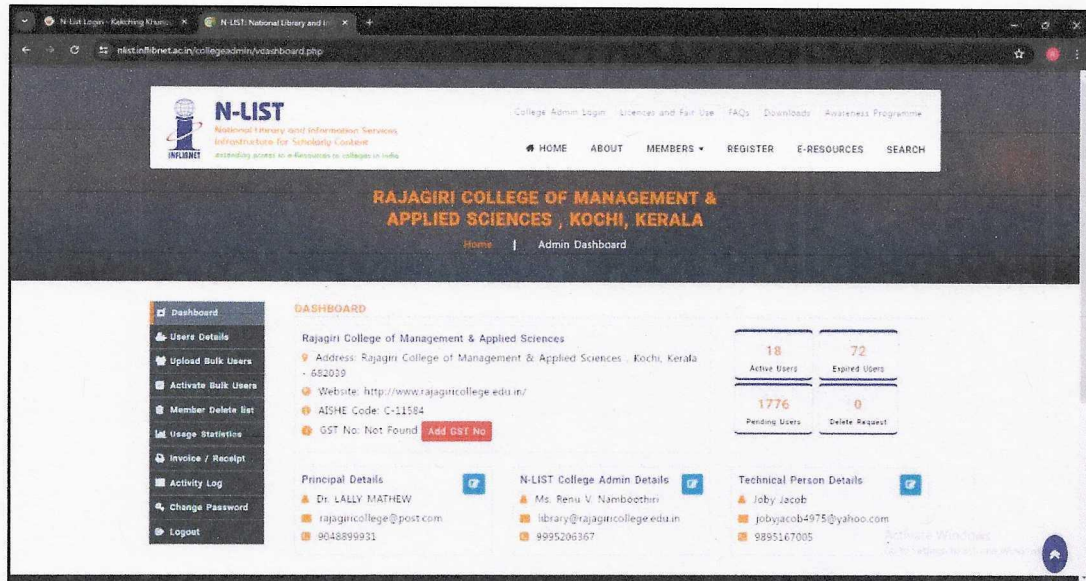 N-List Login - Kakching Khunou
N-LIST: National Library and In
nlist.inflibnet.ac.in/collegeadmin/vdashboard.php
N-LIST
National Library and Information Services
Infrastructure for Scholarly Content
extending access to e-Resources to colleges in India
INFLIBNET
College Admin Login Licences and Fair Use FAQs Downloads Awareness Programme
HOME ABOUT MEMBERS REGISTER E-RESOURCES SEARCH
RAJAGIRI COLLEGE OF MANAGEMENT &
APPLIED SCIENCES , KOCHI, KERALA
Home | Admin Dashboard
Dashboard
Users Details
Upload Bulk Users
Activate Bulk Users
Member Delete list
Usage Statistics
Invoice / Receipt
Activity Log
Change Password
Logout
DASHBOARD
Rajagiri College of Management & Applied Sciences
Address: Rajagiri College of Management & Applied Sciences , Kochi, Kerala
- 682039
Website: http://www.rajagiricollege.edu.in/
AISHE Code: C-11584
GST No: Not Found Add GST No
18
Active Users
72
Expired Users
1776
Pending Users
0
Delete Request
Principal Details
Dr. LALLY MATHEW
rajagiricollege@post.com
9048899931
N-LIST College Admin Details
Ms. Renu V. Namboothiri
library@rajagiricollege.edu.in
9995206367
Technical Person Details
Joby Jacob
jobyjacob4975@yahoo.com
9895167005
Activate Windows